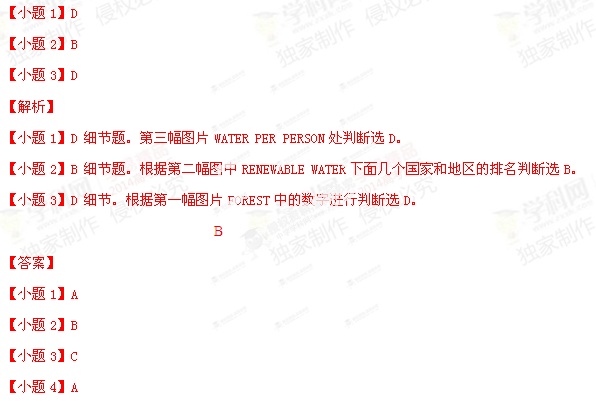 【小题 1】D
【小题 2】B
【小题 3】D
【解析】
【小题 1】D 细节题。第三幅图片 WATER PER PERSON 处判断选 D。
【小题 2】B 细节题。根据第二幅图中 RENEWABLE WATER 下面几个国家和地区的排名判断选 B。
【小题 3】D 细节。根据第一幅图片 FOREST 中的数字进行判断选 D。
B
【答案】
【小题 1】A
【小题 2】B
【小题 3】C
【小题 4】A